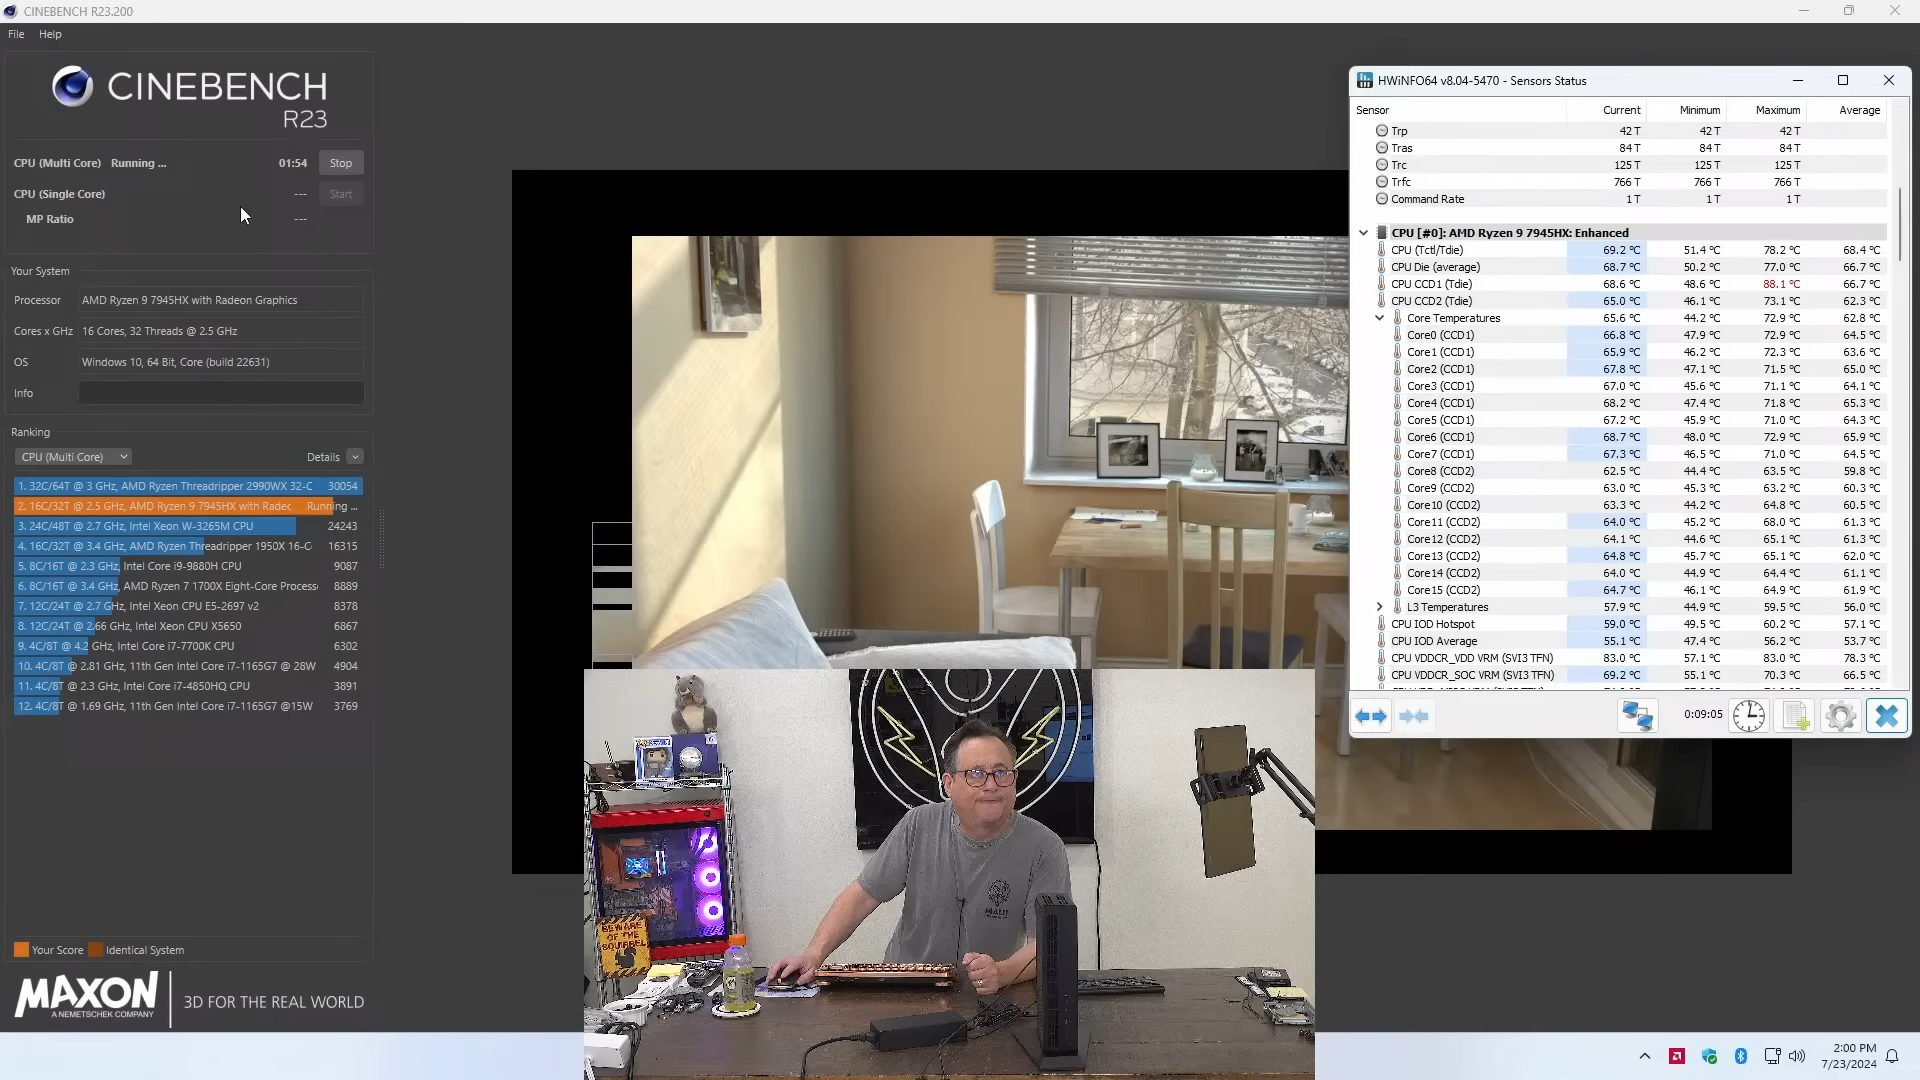 CINEBENCH R23.200
File Help
CINEBENCH
R23
CPU (Multi Core) Running ... 01:54 Stop
CPU (Single Core) --- Start
MP Ratio ---
Your System
Processor AMD Ryzen 9 7945HX with Radeon Graphics
Cores x GHz 16 Cores, 32 Threads @ 2.5 GHz
OS Windows 10, 64 Bit, Core (build 22631)
Info
Ranking
CPU (Multi Core) Details
1. 32C/64T @ 3 GHz, AMD Ryzen Threadripper 2990WX 32-C 30054
2. 16C/32T @ 2.5 GHz, AMD Ryzen 9 7945HX with Radec Running ...
3. 24C/48T @ 2.7 GHz, Intel Xeon W-3265M CPU 24243
4. 16C/32T @ 3.4 GHz, AMD Ryzen Threadripper 1950X 16-C 16315
5. 8C/16T @ 2.3 GHz, Intel Core i9-9880H CPU 9087
6. 8C/16T @ 3.4 GHz, AMD Ryzen 7 1700X Eight-Core Process 8889
7. 12C/24T @ 2.7 GHz, Intel Xeon CPU E5-2697 v2 8378
8. 12C/24T @ 2.66 GHz, Intel Xeon CPU X5650 6867
9. 4C/8T @ 4.2 GHz, Intel Core i7-7700K CPU 6302
10. 4C/8T @ 2.81 GHz, 11th Gen Intel Core i7-1165G7 @ 28W 4904
11. 4C/8T @ 2.3 GHz, Intel Core i7-4850HQ CPU 3891
12. 4C/8T @ 1.69 GHz, 11th Gen Intel Core i7-1165G7 @15W 3769
Your Score Identical System
MAXON
A NEMETSCHEK COMPANY
3D FOR THE REAL WORLD
HWiNFO64 v8.04-5470 - Sensors Status
Sensor Current Minimum Maximum Average
Trp 42 T 42 T 42 T
Tras 84 T 84 T 84 T
Trc 125 T 125 T 125 T
Trfc 766 T 766 T 766 T
Command Rate 1 T 1 T 1 T
CPU [#0]: AMD Ryzen 9 7945HX: Enhanced
CPU (Tctl/Tdie) 69.2 °C 51.4 °C 78.2 °C 68.4 °C
CPU Die (average) 68.7 °C 50.2 °C 77.0 °C 66.7 °C
CPU CCD1 (Tdie) 68.6 °C 48.6 °C 88.1 °C 66.7 °C
CPU CCD2 (Tdie) 65.0 °C 46.1 °C 73.1 °C 62.3 °C
Core Temperatures 65.6 °C 44.2 °C 72.9 °C 62.8 °C
Core0 (CCD1) 66.8 °C 47.9 °C 72.9 °C 64.5 °C
Core1 (CCD1) 65.9 °C 46.2 °C 72.3 °C 63.6 °C
Core2 (CCD1) 67.8 °C 47.1 °C 71.5 °C 65.0 °C
Core3 (CCD1) 67.0 °C 45.6 °C 71.1 °C 64.1 °C
Core4 (CCD1) 68.2 °C 47.4 °C 71.8 °C 65.3 °C
Core5 (CCD1) 67.2 °C 45.9 °C 71.0 °C 64.3 °C
Core6 (CCD1) 68.7 °C 48.0 °C 72.9 °C 65.9 °C
Core7 (CCD1) 67.3 °C 46.5 °C 71.0 °C 64.5 °C
Core8 (CCD2) 62.5 °C 44.4 °C 63.5 °C 59.8 °C
Core9 (CCD2) 63.0 °C 45.3 °C 63.2 °C 60.3 °C
Core10 (CCD2) 63.3 °C 44.2 °C 64.8 °C 60.5 °C
Core11 (CCD2) 64.0 °C 45.2 °C 68.0 °C 61.3 °C
Core12 (CCD2) 64.1 °C 44.6 °C 65.1 °C 61.3 °C
Core13 (CCD2) 64.8 °C 45.7 °C 65.1 °C 62.0 °C
Core14 (CCD2) 64.0 °C 44.9 °C 64.4 °C 61.1 °C
Core15 (CCD2) 64.7 °C 46.1 °C 64.9 °C 61.9 °C
L3 Temperatures 57.9 °C 44.9 °C 59.5 °C 56.0 °C
CPU IOD Hotspot 59.0 °C 49.5 °C 60.2 °C 57.1 °C
CPU IOD Average 55.1 °C 47.4 °C 56.2 °C 53.7 °C
CPU VDDCR_VDD VRM (SVI3 TFN) 83.0 °C 57.1 °C 83.0 °C 78.3 °C
CPU VDDCR_SOC VRM (SVI3 TFN) 69.2 °C 55.1 °C 70.3 °C 66.5 °C
0:09:05
BEWARE
OF THE
SQUIRREL
MAUI
2:00 PM
7/23/2024